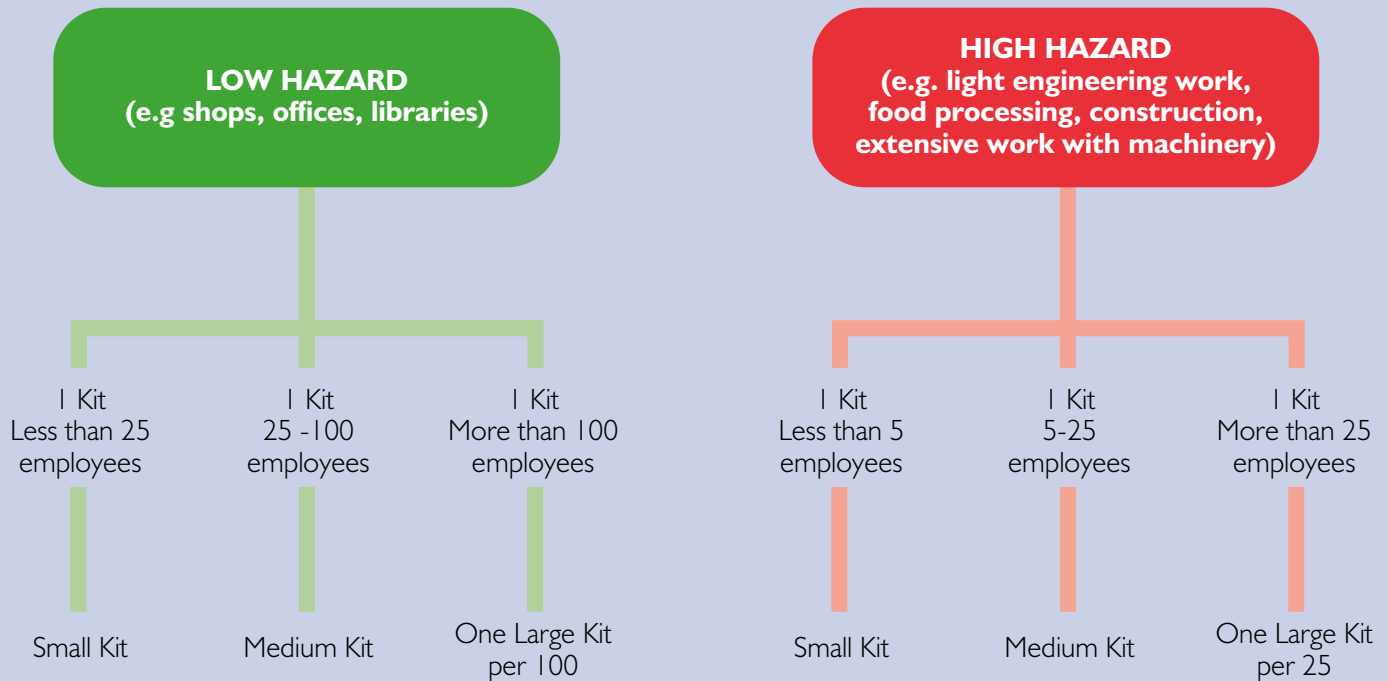 LOW HAZARD
(e.g shops, offices, libraries)
HIGH HAZARD
(e.g. light engineering work,
food processing, construction,
extensive work with machinery)
1 Kit
Less than 25
employees
1 Kit
25 -100
employees
1 Kit
More than 100
employees
1 Kit
Less than 5
employees
1 Kit
5-25
employees
1 Kit
More than 25
employees
Small Kit
Medium Kit
One Large Kit
per 100
Small Kit
Medium Kit
One Large Kit
per 25